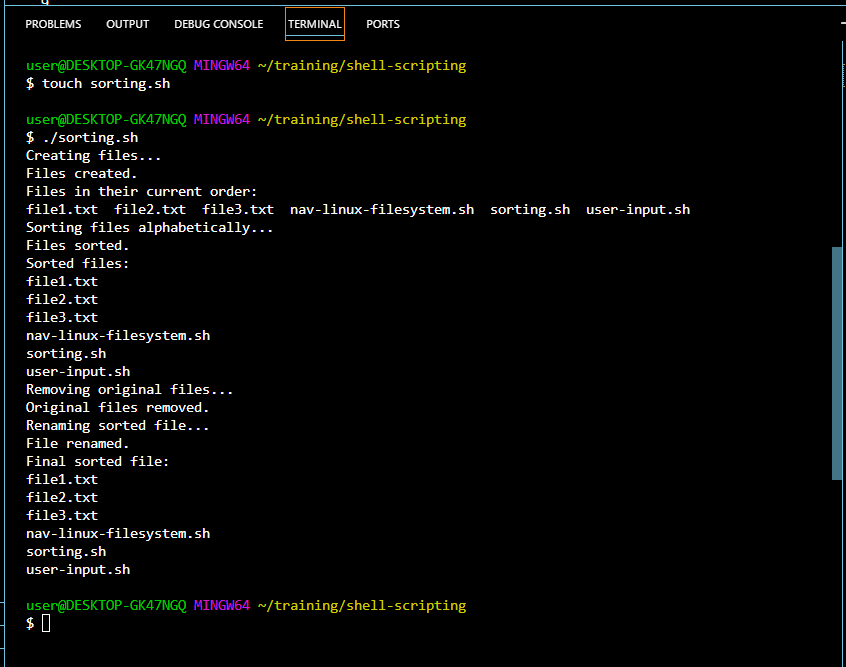 PROBLEMS OUTPUT DEBUG CONSOLE TERMINAL PORTS
user@DESKTOP-GK47NGQ MINGW64 ~/training/shell-scripting
$ touch sorting.sh
user@DESKTOP-GK47NGQ MINGW64 ~/training/shell-scripting
$ ./sorting.sh
Creating files...
Files created.
Files in their current order:
file1.txt  file2.txt  file3.txt  nav-linux-filesystem.sh  sorting.sh  user-input.sh
Sorting files alphabetically...
Files sorted.
Sorted files:
file1.txt
file2.txt
file3.txt
nav-linux-filesystem.sh
sorting.sh
user-input.sh
Removing original files...
Original files removed.
Renaming sorted file...
File renamed.
Final sorted file:
file1.txt
file2.txt
file3.txt
nav-linux-filesystem.sh
sorting.sh
user-input.sh
user@DESKTOP-GK47NGQ MINGW64 ~/training/shell-scripting
$